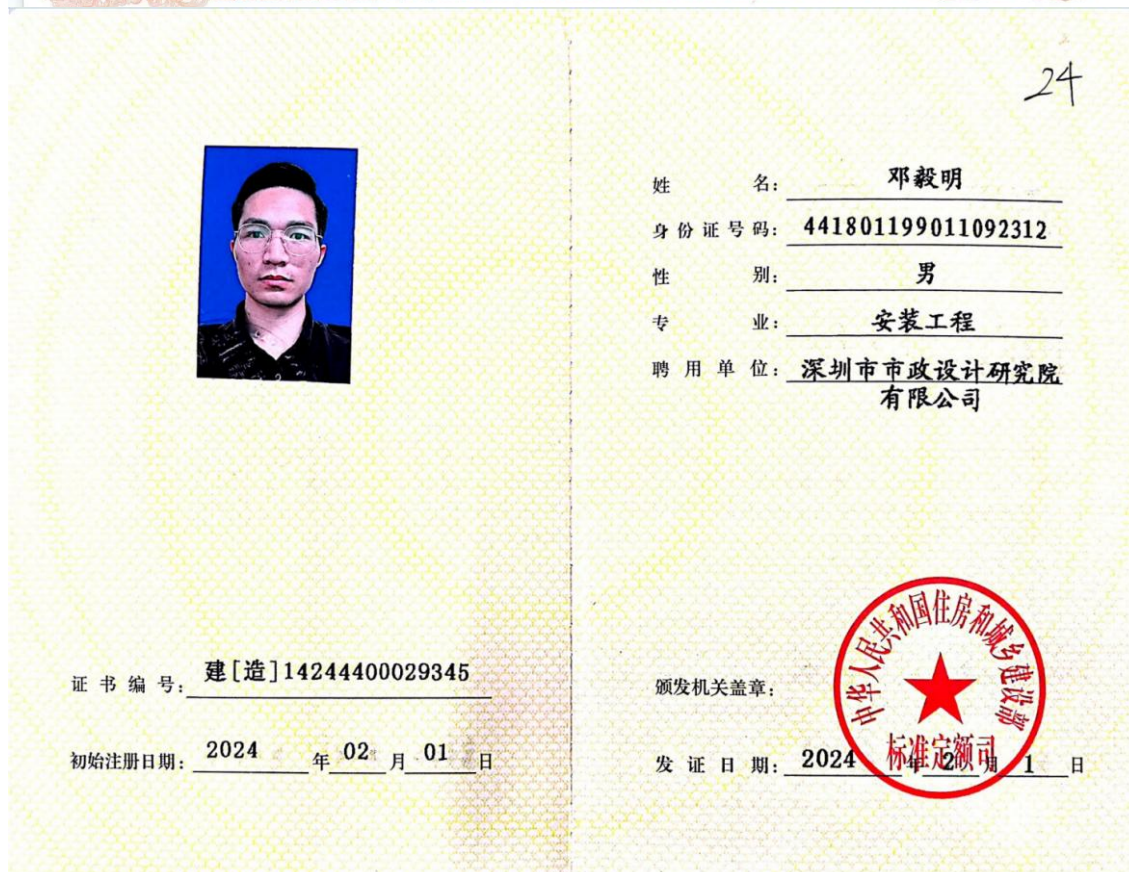 24
姓 名: 邓毅明
身份证号码: 441801199011092312
性 别: 男
专 业: 安装工程
聘用单位: 深圳市市政设计研究院
有限公司
证书编号: 建[造]14244400029345
初始注册日期: 2024 年 02 月 01 日
颁发机关盖章:
中华人民共和国住房和城乡建设部
标准定额司
发证日期: 2024 年 2 月 1 日